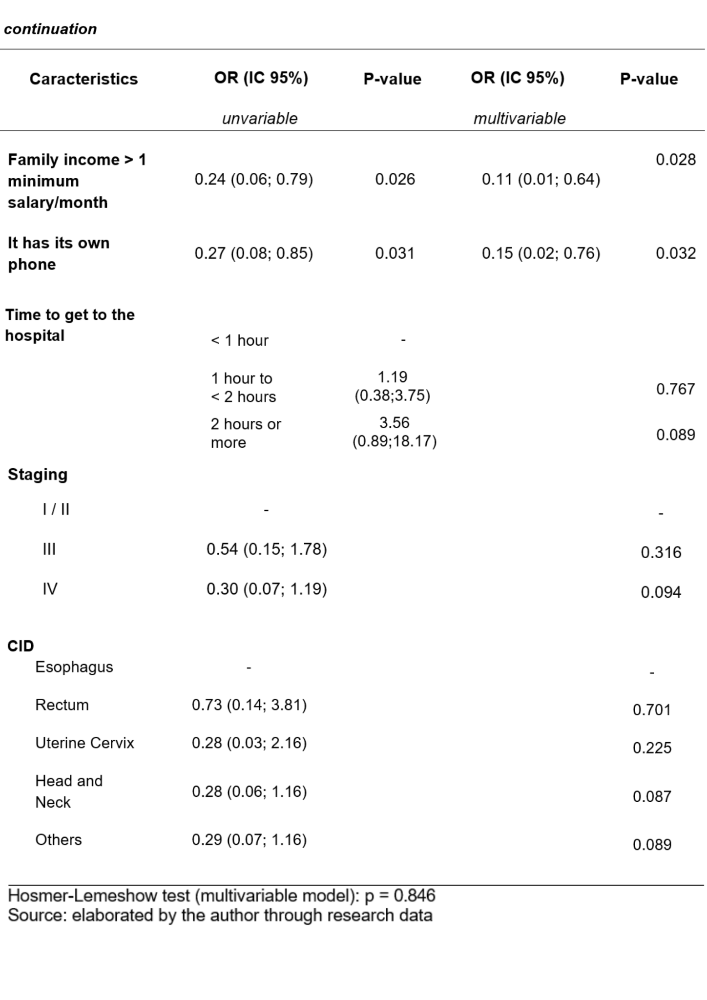 continuation
Caracteristics OR (IC 95%) P-value OR (IC 95%) P-value
unvariable multivariable
Family income > 1
minimum
salary/month
0.24 (0.06; 0.79) 0.026 0.11 (0.01; 0.64) 0.028
It has its own
phone
0.27 (0.08; 0.85) 0.031 0.15 (0.02; 0.76) 0.032
Time to get to the
hospital
< 1 hour -
1 hour to
< 2 hours
1.19
(0.38;3.75)
0.767
2 hours or
more
3.56
(0.89;18.17)
0.089
Staging
I / II - -
III 0.54 (0.15; 1.78) 0.316
IV 0.30 (0.07; 1.19) 0.094
CID
Esophagus - -
Rectum 0.73 (0.14; 3.81) 0.701
Uterine Cervix 0.28 (0.03; 2.16) 0.225
Head and
Neck
0.28 (0.06; 1.16) 0.087
Others 0.29 (0.07; 1.16) 0.089
Hosmer-Lemeshow test (multivariable model): p = 0.846
Source: elaborated by the author through research data